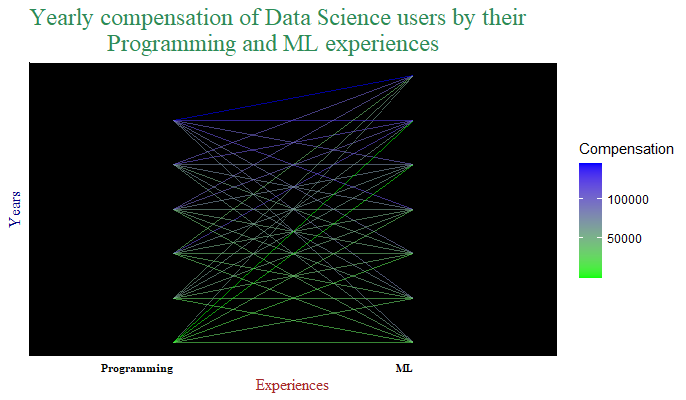 Yearly compensation of Data Science users by their
Programming and ML experiences
Compensation
100000
50000
Years
Programming
ML
Experiences